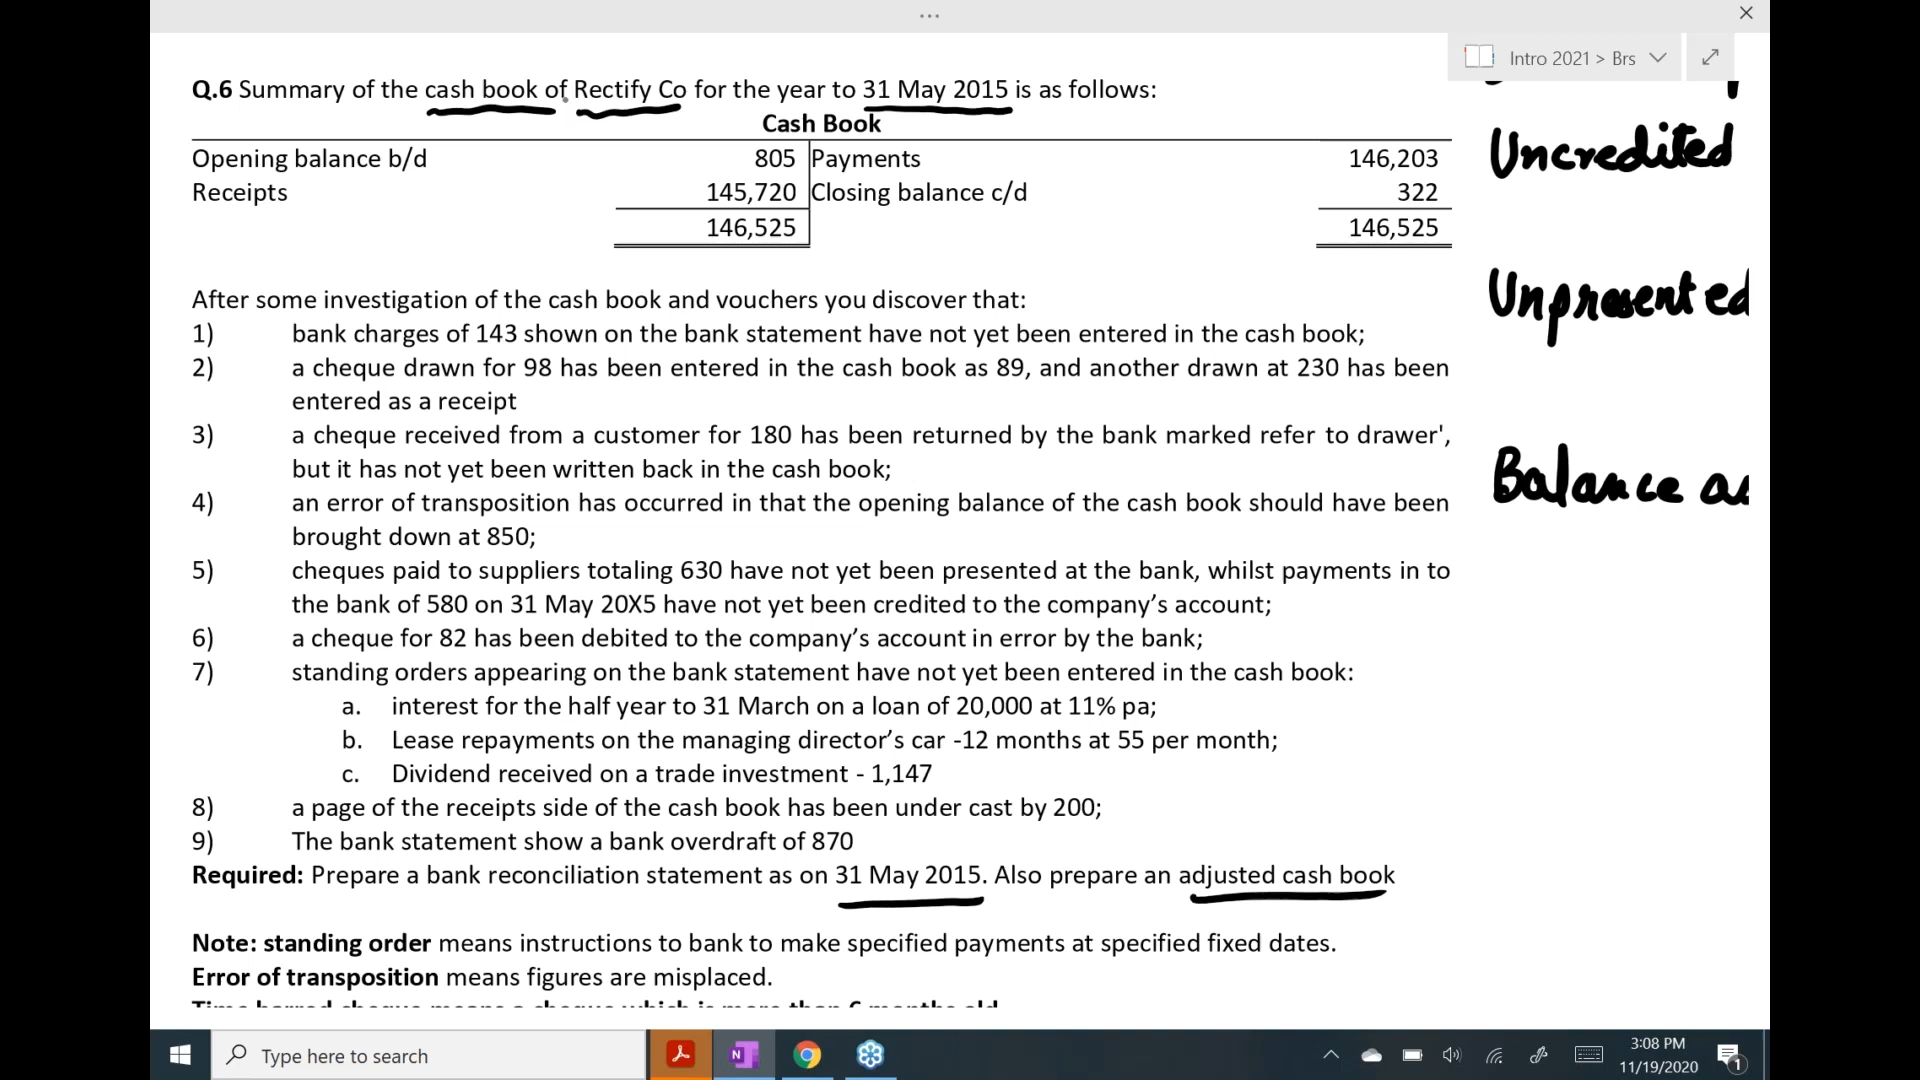 ...
Intro 2021 > Brs
Q.6 Summary of the cash book of Rectify Co for the year to 31 May 2015 is as follows:
Cash Book
Opening balance b/d 805 Payments 146,203
Receipts 145,720 Closing balance c/d 322
146,525 146,525
Uncredited
Unpresented
Balance as
After some investigation of the cash book and vouchers you discover that:
1) bank charges of 143 shown on the bank statement have not yet been entered in the cash book;
2) a cheque drawn for 98 has been entered in the cash book as 89, and another drawn at 230 has been
entered as a receipt
3) a cheque received from a customer for 180 has been returned by the bank marked refer to drawer',
but it has not yet been written back in the cash book;
4) an error of transposition has occurred in that the opening balance of the cash book should have been
brought down at 850;
5) cheques paid to suppliers totaling 630 have not yet been presented at the bank, whilst payments in to
the bank of 580 on 31 May 20X5 have not yet been credited to the company’s account;
6) a cheque for 82 has been debited to the company’s account in error by the bank;
7) standing orders appearing on the bank statement have not yet been entered in the cash book:
a. interest for the half year to 31 March on a loan of 20,000 at 11% pa;
b. Lease repayments on the managing director’s car -12 months at 55 per month;
c. Dividend received on a trade investment - 1,147
8) a page of the receipts side of the cash book has been under cast by 200;
9) The bank statement show a bank overdraft of 870
Required: Prepare a bank reconciliation statement as on 31 May 2015. Also prepare an adjusted cash book
Note: standing order means instructions to bank to make specified payments at specified fixed dates.
Error of transposition means figures are misplaced.
Time barred cheque means a cheque which is more than 6 months old
Type here to search
3:08 PM
11/19/2020
1